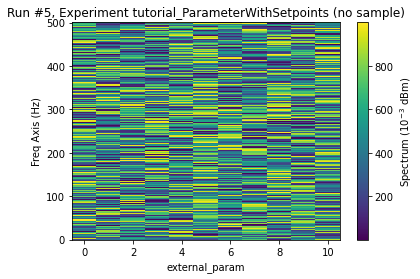 Run #5, Experiment tutorial_ParameterWithSetpoints (no sample)
500
400
300
200
100
0
Freq Axis (Hz)
0 2 4 6 8 10
external_param
800
600
400
200
Spectrum (10⁻³ dBm)